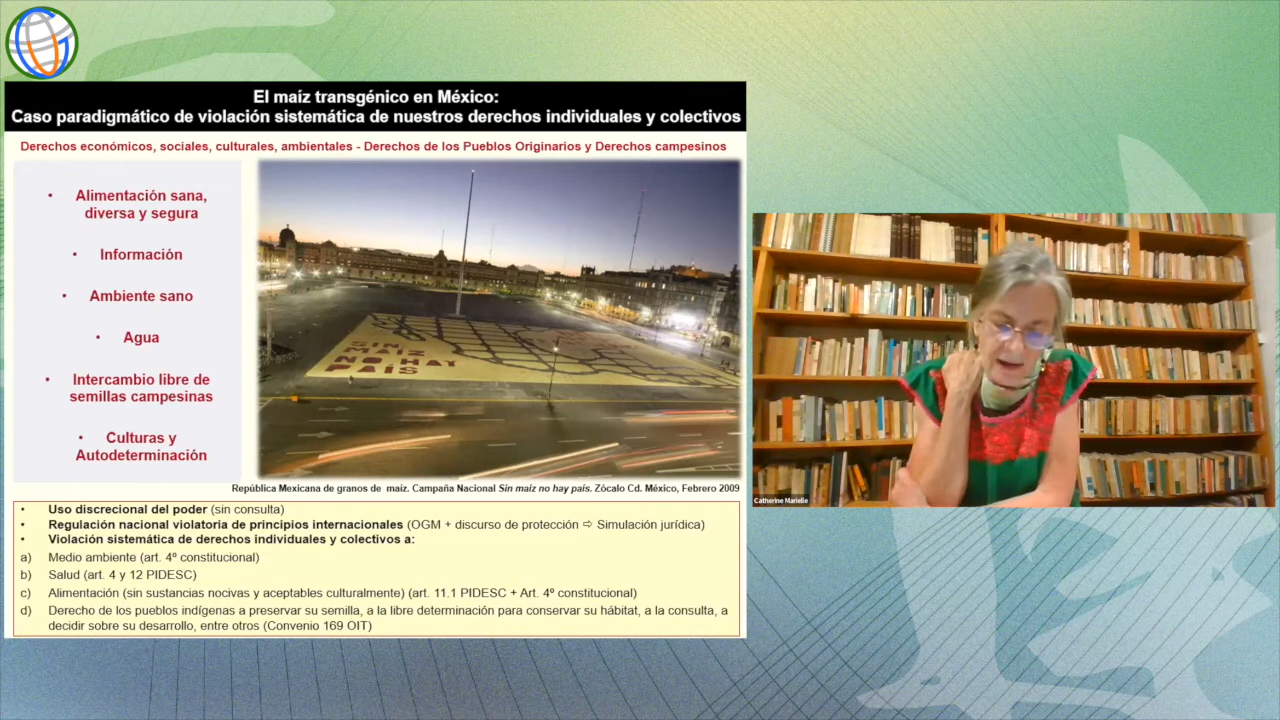 El maíz transgénico en México:
Caso paradigmático de violación sistemática de nuestros derechos individuales y colectivos
Derechos económicos, sociales, culturales, ambientales - Derechos de los Pueblos Originarios y Derechos campesinos
• Alimentación sana,
diversa y segura
• Información
• Ambiente sano
• Agua
• Intercambio libre de
semillas campesinas
• Culturas y
Autodeterminación
SIN
MAIZ
NO HAY
PAIS
República Mexicana de granos de maíz. Campaña Nacional Sin maíz no hay país. Zócalo Cd. México, Febrero 2009
• Uso discrecional del poder (sin consulta)
• Regulación nacional violatoria de principios internacionales (OGM + discurso de protección ⇨ Simulación jurídica)
• Violación sistemática de derechos individuales y colectivos a:
a) Medio ambiente (art. 4º constitucional)
b) Salud (art. 4 y 12 PIDESC)
c) Alimentación (sin sustancias nocivas y aceptables culturalmente) (art. 11.1 PIDESC + Art. 4º constitucional)
d) Derecho de los pueblos indígenas a preservar su semilla, a la libre determinación para conservar su hábitat, a la consulta, a
decidir sobre su desarrollo, entre otros (Convenio 169 OIT)
Catherine Marielle